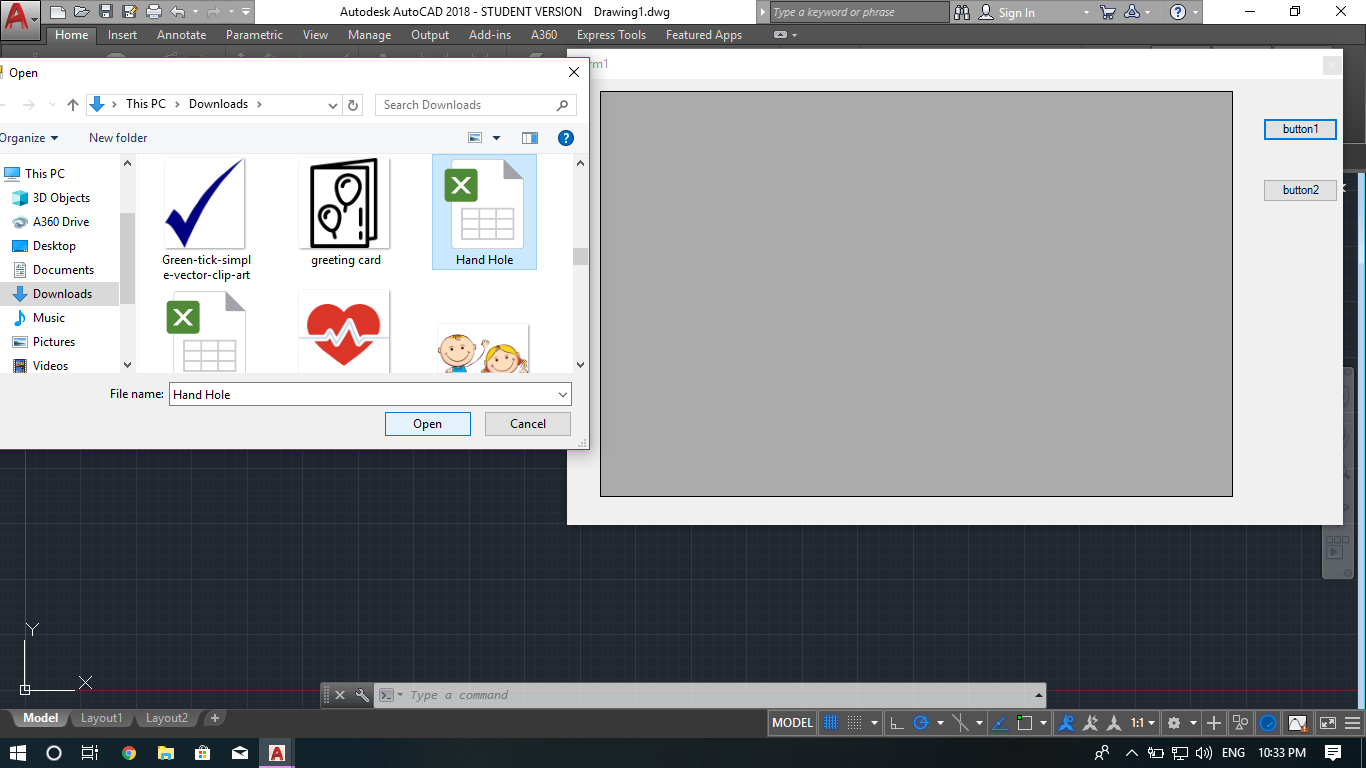 Autodesk AutoCAD 2018 - STUDENT VERSION Drawing1.dwg
Type a keyword or phrase
Sign In
Home Insert Annotate Parametric View Manage Output Add-ins A360 Express Tools Featured Apps
Open
This PC Downloads
Search Downloads
Organize New folder
This PC
3D Objects
A360 Drive
Desktop
Documents
Downloads
Music
Pictures
Videos
Green-tick-simpl
e-vector-clip-art
greeting card
Hand Hole
File name: Hand Hole
Open Cancel
rm1
button1
button2
Y
X
Type a command
Model Layout1 Layout2
MODEL 1:1
ENG 10:33 PM